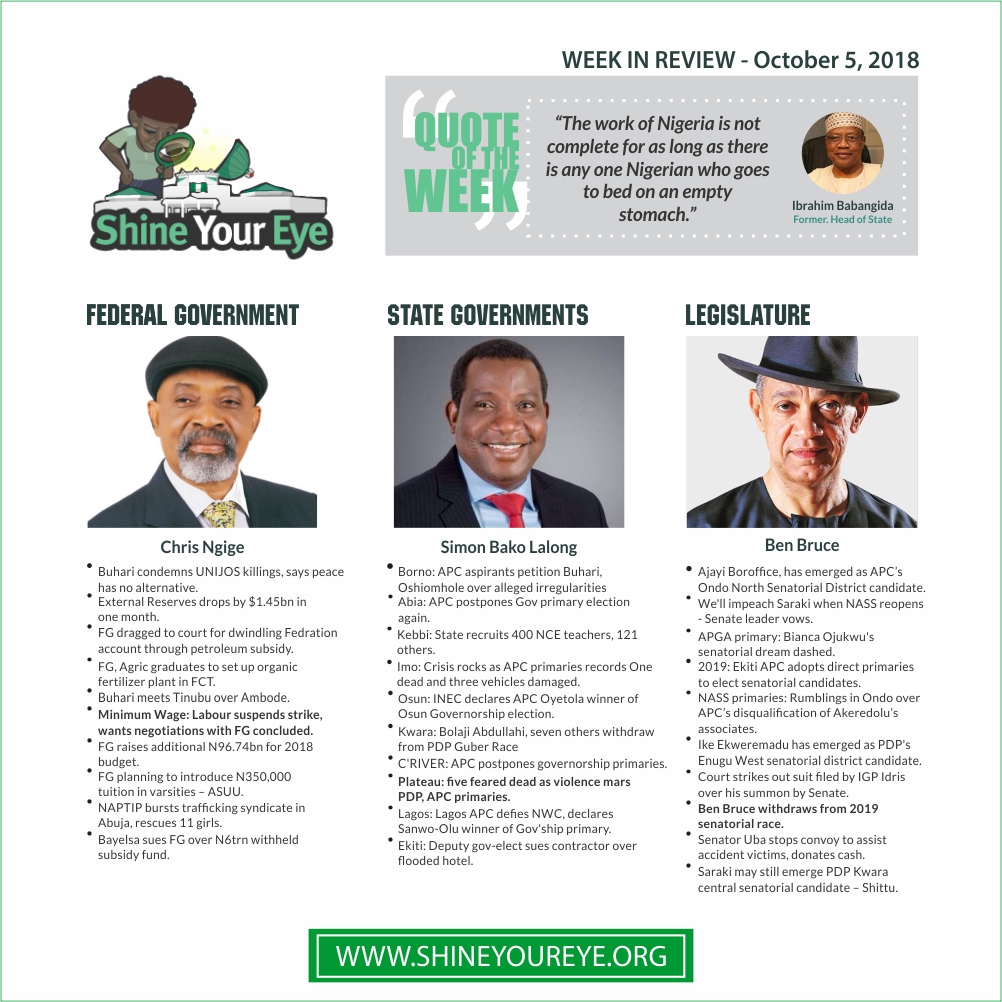 WEEK IN REVIEW - October 5, 2018
Shine Your Eye
“QUOTE
OF THE
WEEK”
“The work of Nigeria is not
complete for as long as there
is any one Nigerian who goes
to bed on an empty
stomach.”
Ibrahim Babangida
Former. Head of State
FEDERAL GOVERNMENT
Chris Ngige
• Buhari condemns UNIJOS killings, says peace
has no alternative.
• External Reserves drops by $1.45bn in
one month.
• FG dragged to court for dwindling Fedration
account through petroleum subsidy.
• FG, Agric graduates to set up organic
fertilizer plant in FCT.
• Buhari meets Tinubu over Ambode.
• Minimum Wage: Labour suspends strike,
wants negotiations with FG concluded.
• FG raises additional N96.74bn for 2018
budget.
• FG planning to introduce N350,000
tuition in varsities – ASUU.
• NAPTIP bursts trafficking syndicate in
Abuja, rescues 11 girls.
• Bayelsa sues FG over N6trn withheld
subsidy fund.
STATE GOVERNMENTS
Simon Bako Lalong
• Borno: APC aspirants petition Buhari,
Oshiomhole over alleged irregularities
• Abia: APC postpones Gov primary election
again.
• Kebbi: State recruits 400 NCE teachers, 121
others.
• Imo: Crisis rocks as APC primaries records One
dead and three vehicles damaged.
• Osun: INEC declares APC Oyetola winner of
Osun Governorship election.
• Kwara: Bolaji Abdullahi, seven others withdraw
from PDP Guber Race
• C'RIVER: APC postpones governorship primaries.
• Plateau: five feared dead as violence mars
PDP, APC primaries.
• Lagos: Lagos APC defies NWC, declares
Sanwo-Olu winner of Gov'ship primary.
• Ekiti: Deputy gov-elect sues contractor over
flooded hotel.
LEGISLATURE
Ben Bruce
• Ajayi Boroffice, has emerged as APC’s
Ondo North Senatorial District candidate.
• We'll impeach Saraki when NASS reopens
- Senate leader vows.
• APGA primary: Bianca Ojukwu's
senatorial dream dashed.
• 2019: Ekiti APC adopts direct primaries
to elect senatorial candidates.
• NASS primaries: Rumblings in Ondo over
APC’s disqualification of Akeredolu’s
associates.
• Ike Ekweremadu has emerged as PDP's
Enugu West senatorial district candidate.
• Court strikes out suit filed by IGP Idris
over his summon by Senate.
• Ben Bruce withdraws from 2019
senatorial race.
• Senator Uba stops convoy to assist
accident victims, donates cash.
• Saraki may still emerge PDP Kwara
central senatorial candidate – Shittu.
WWW.SHINEYOUREYE.ORG